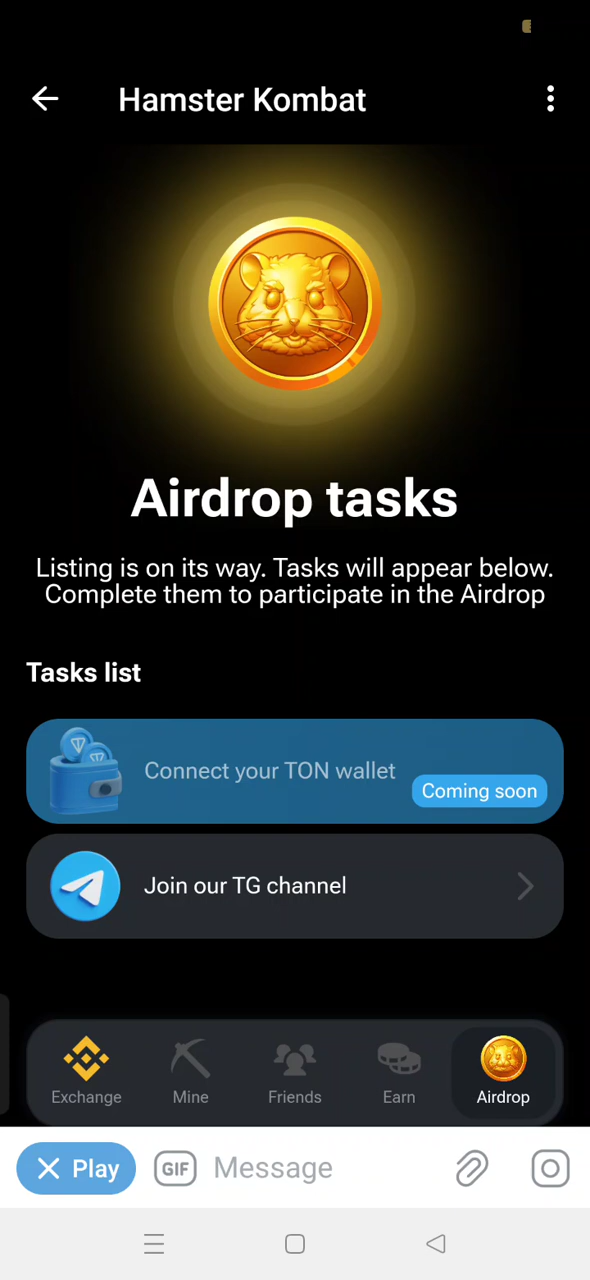 Hamster Kombat
Airdrop tasks
Listing is on its way. Tasks will appear below.
Complete them to participate in the Airdrop
Tasks list
Connect your TON wallet
Coming soon
Join our TG channel
Exchange
Mine
Friends
Earn
Airdrop
Play
GIF
Message